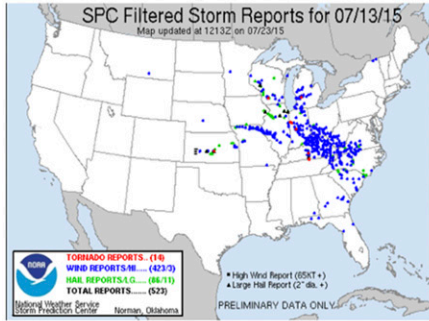 SPC Filtered Storm Reports for 07/13/15
Map updated at 1213Z on 07/23/15
NOAA
TORNADO REPORTS.. (14)
WIND REPORTS/HI..... (423/3)
HAIL REPORTS/LG..... (86/11)
TOTAL REPORTS...... (523)
National Weather Service
Storm Prediction Center Norman, Oklahoma
■ High Wind Report (65KT +)
▲ Large Hail Report (2" dia. +)
PRELIMINARY DATA ONLY